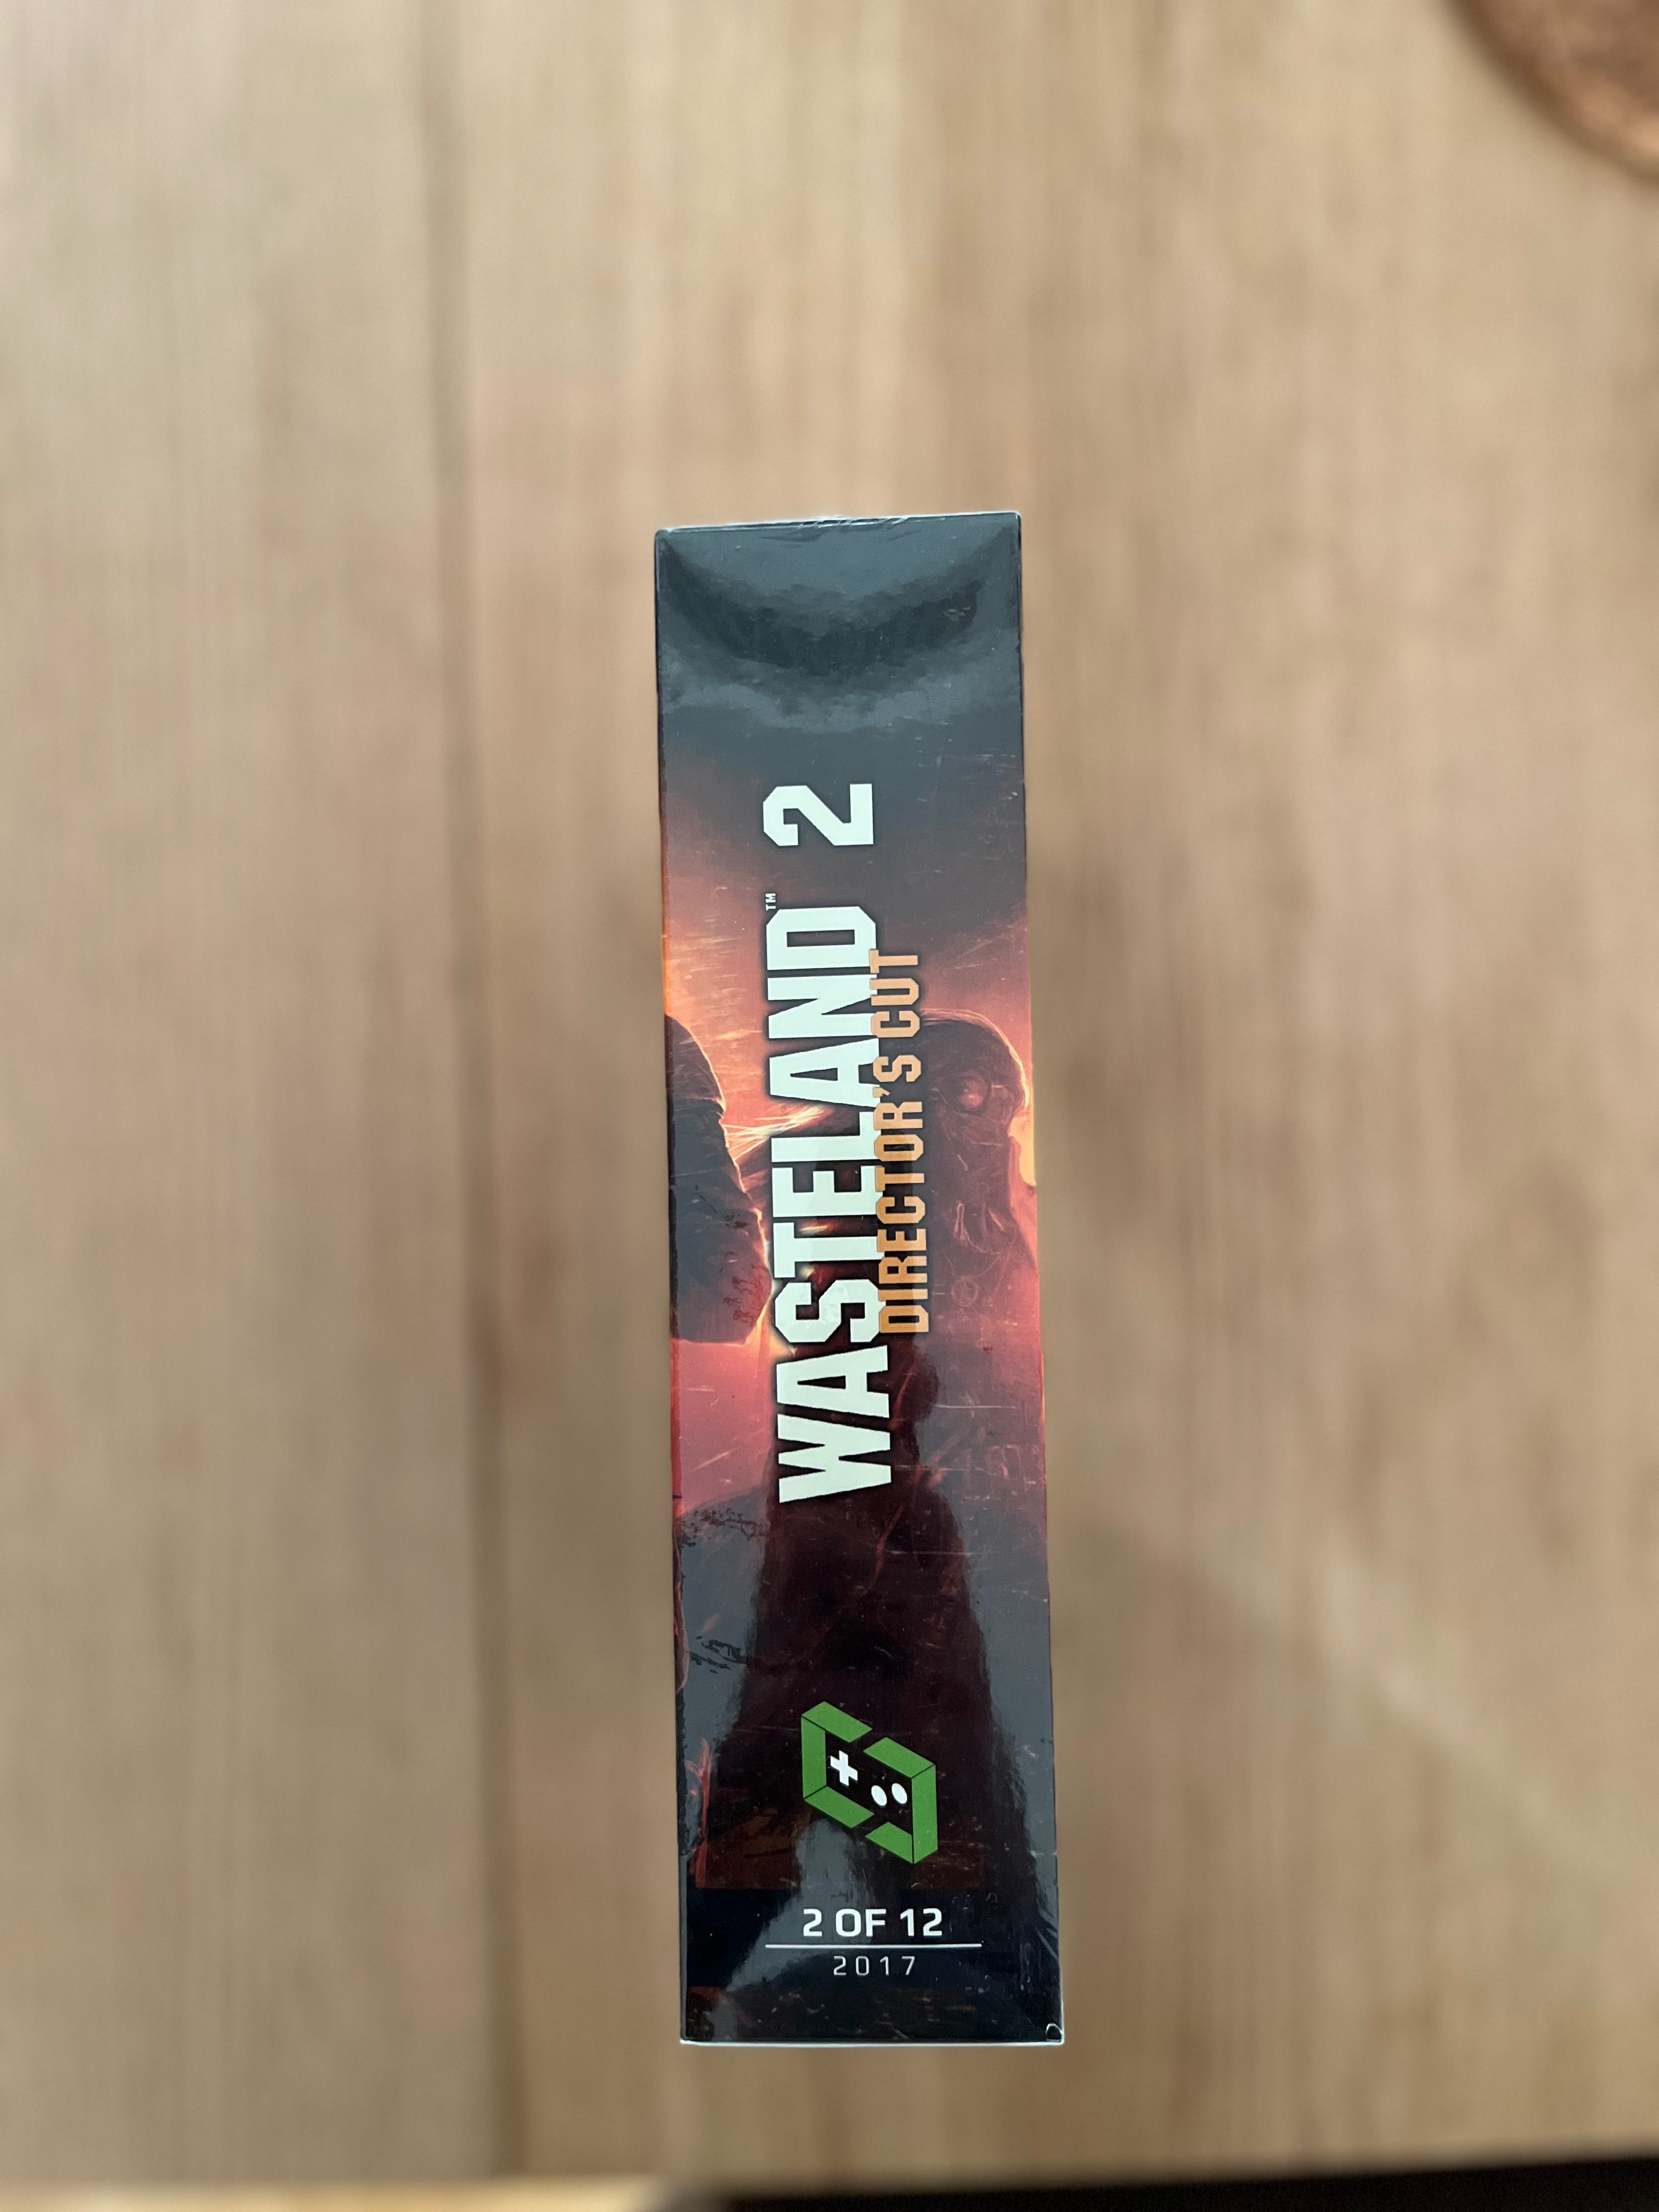 WASTELAND™ 2
DIRECTOR'S CUT
2 OF 12
2017